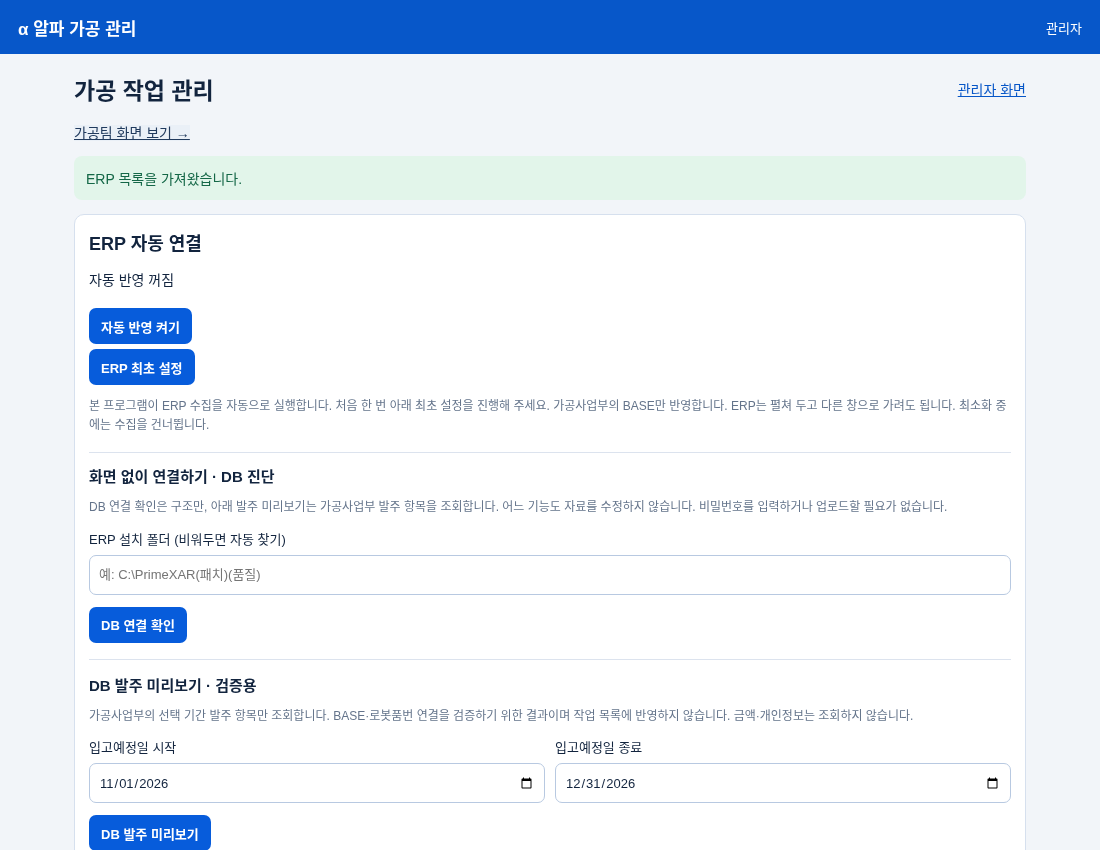 α 알파 가공 관리
관리자
가공 작업 관리
관리자 화면
가공팀 화면 보기 →
ERP 목록을 가져왔습니다.
ERP 자동 연결
자동 반영 꺼짐
자동 반영 켜기
ERP 최초 설정
본 프로그램이 ERP 수집을 자동으로 실행합니다. 처음 한 번 아래 최초 설정을 진행해 주세요. 가공사업부의 BASE만 반영합니다. ERP는 펼쳐 두고 다른 창으로 가려도 됩니다. 최소화 중
에는 수집을 건너뜁니다.
화면 없이 연결하기 · DB 진단
DB 연결 확인은 구조만, 아래 발주 미리보기는 가공사업부 발주 항목을 조회합니다. 어느 기능도 자료를 수정하지 않습니다. 비밀번호를 입력하거나 업로드할 필요가 없습니다.
ERP 설치 폴더 (비워두면 자동 찾기)
예: C:\PrimeXAR(패치)(품질)
DB 연결 확인
DB 발주 미리보기 · 검증용
가공사업부의 선택 기간 발주 항목만 조회합니다. BASE·로봇품번 연결을 검증하기 위한 결과이며 작업 목록에 반영하지 않습니다. 금액·개인정보는 조회하지 않습니다.
입고예정일 시작
입고예정일 종료
11/01/2026
12/31/2026
DB 발주 미리보기